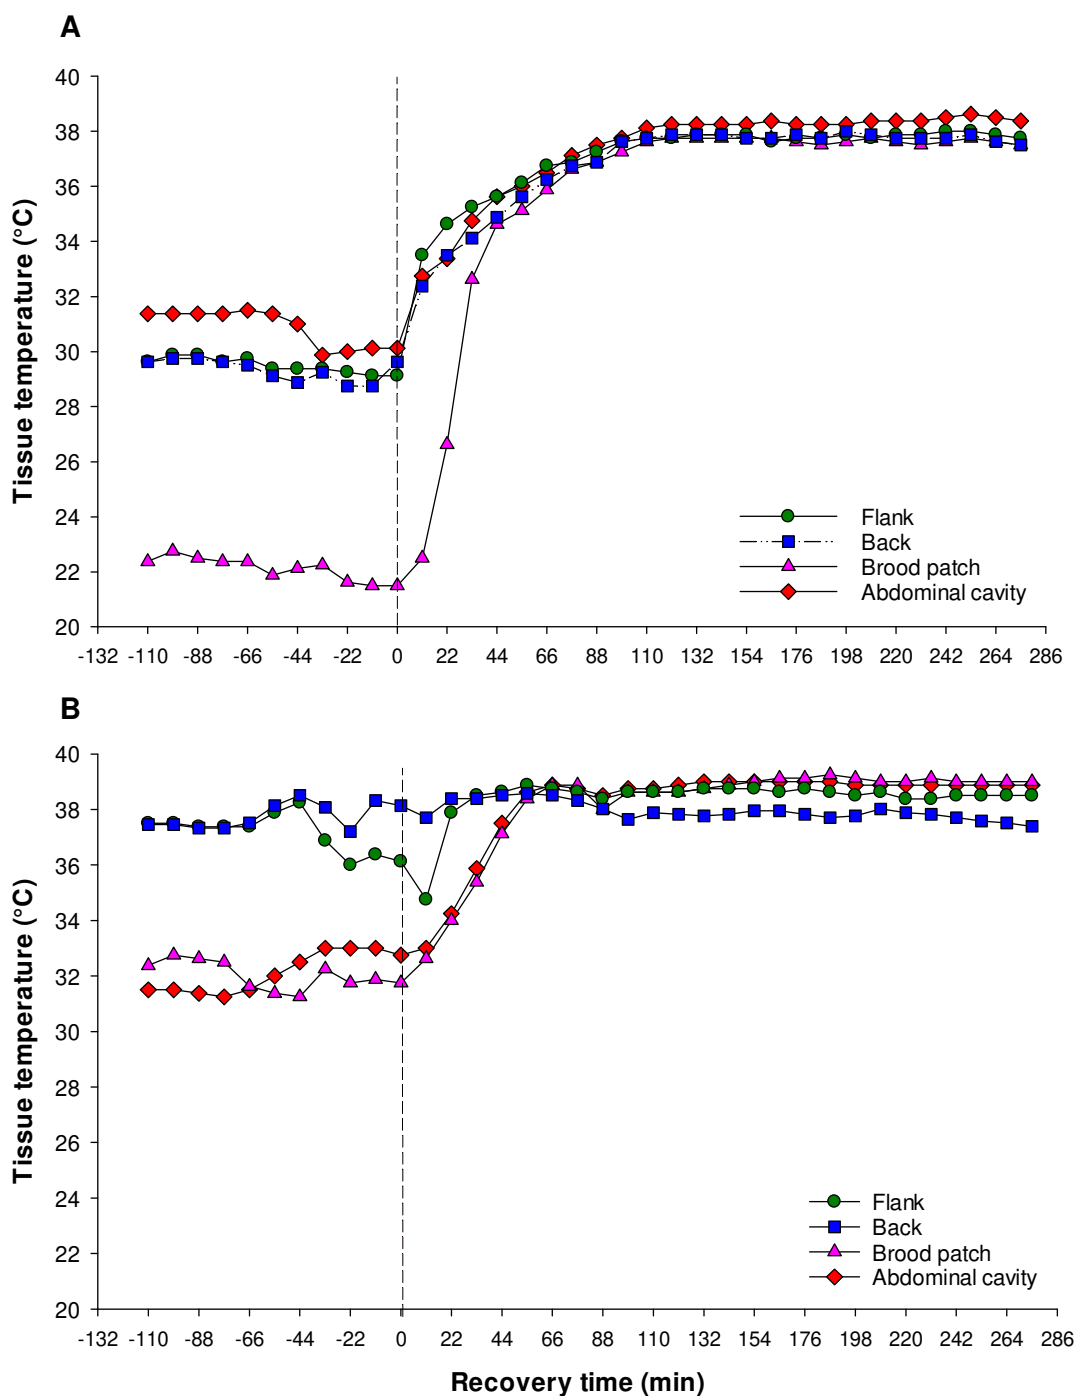 A
Tissue temperature (°C)
40
38
36
34
32
30
28
26
24
22
20
Flank
Back
Brood patch
Abdominal cavity
-132 -110 -88 -66 -44 -22 0 22 44 66 88 110 132 154 176 198 220 242 264 286
B
Tissue temperature (°C)
40
38
36
34
32
30
28
26
24
22
20
Flank
Back
Brood patch
Abdominal cavity
-132 -110 -88 -66 -44 -22 0 22 44 66 88 110 132 154 176 198 220 242 264 286
Recovery time (min)